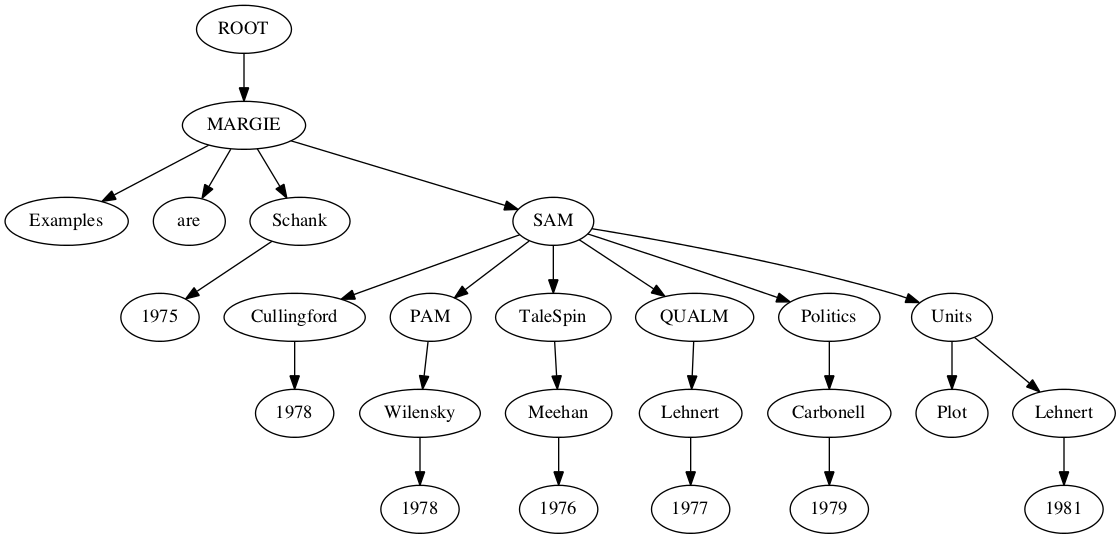 ROOT
MARGIE
Examples are Schank SAM
1975 Cullingford PAM TaleSpin QUALM Politics Units
1978 Wilensky Meehan Lehnert Carbonell Plot Lehnert
1978 1976 1977 1979 1981